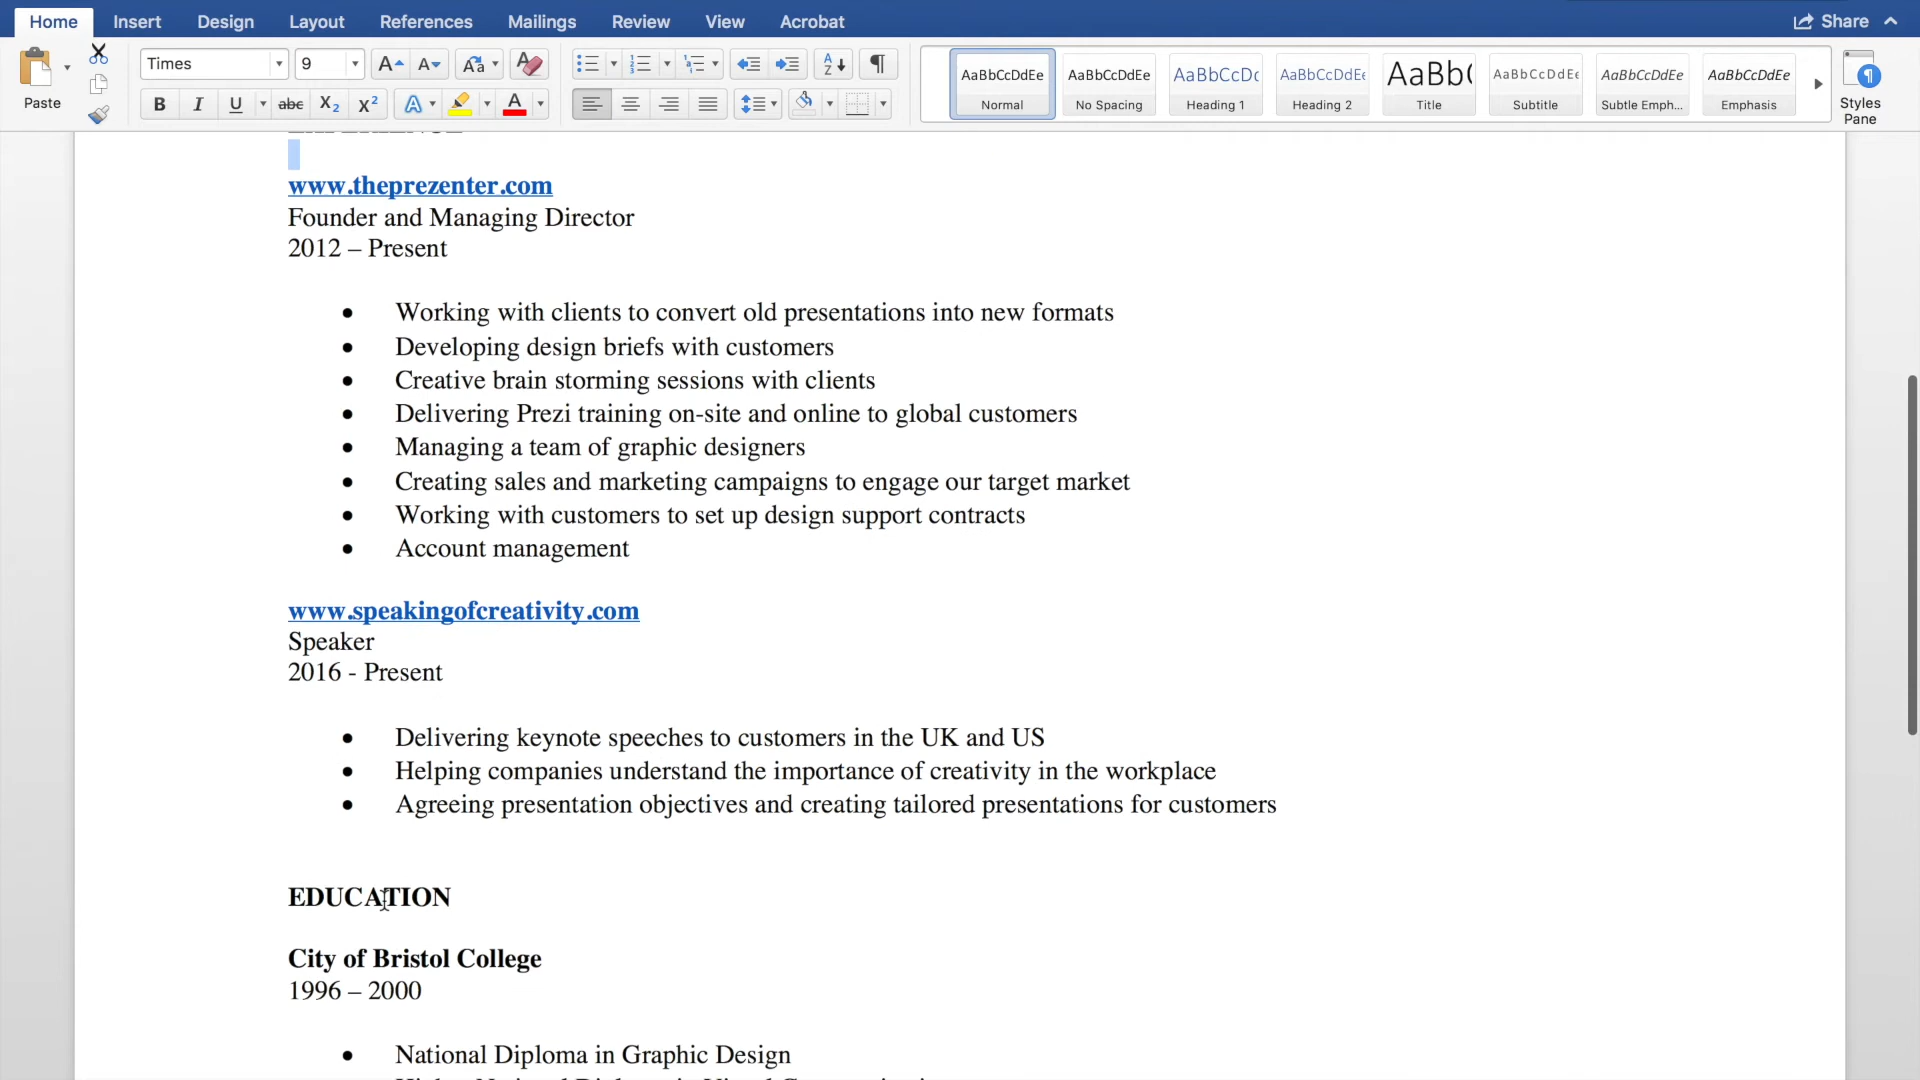 Home Insert Design Layout References Mailings Review View Acrobat Share
Times 9
Paste
B I U abc X2 X2 A A
AaBbCcDdEe AaBbCcDdEe AaBbCcDc AaBbCcDdEe AaBb( AaBbCcDdEe AaBbCcDdEe AaBbCcDdEe
Normal No Spacing Heading 1 Heading 2 Title Subtitle Subtle Emph... Emphasis
Styles
Pane
www.theprezenter.com
Founder and Managing Director
2012 – Present
• Working with clients to convert old presentations into new formats
• Developing design briefs with customers
• Creative brain storming sessions with clients
• Delivering Prezi training on-site and online to global customers
• Managing a team of graphic designers
• Creating sales and marketing campaigns to engage our target market
• Working with customers to set up design support contracts
• Account management
www.speakingofcreativity.com
Speaker
2016 - Present
• Delivering keynote speeches to customers in the UK and US
• Helping companies understand the importance of creativity in the workplace
• Agreeing presentation objectives and creating tailored presentations for customers
EDUCATION
City of Bristol College
1996 – 2000
• National Diploma in Graphic Design